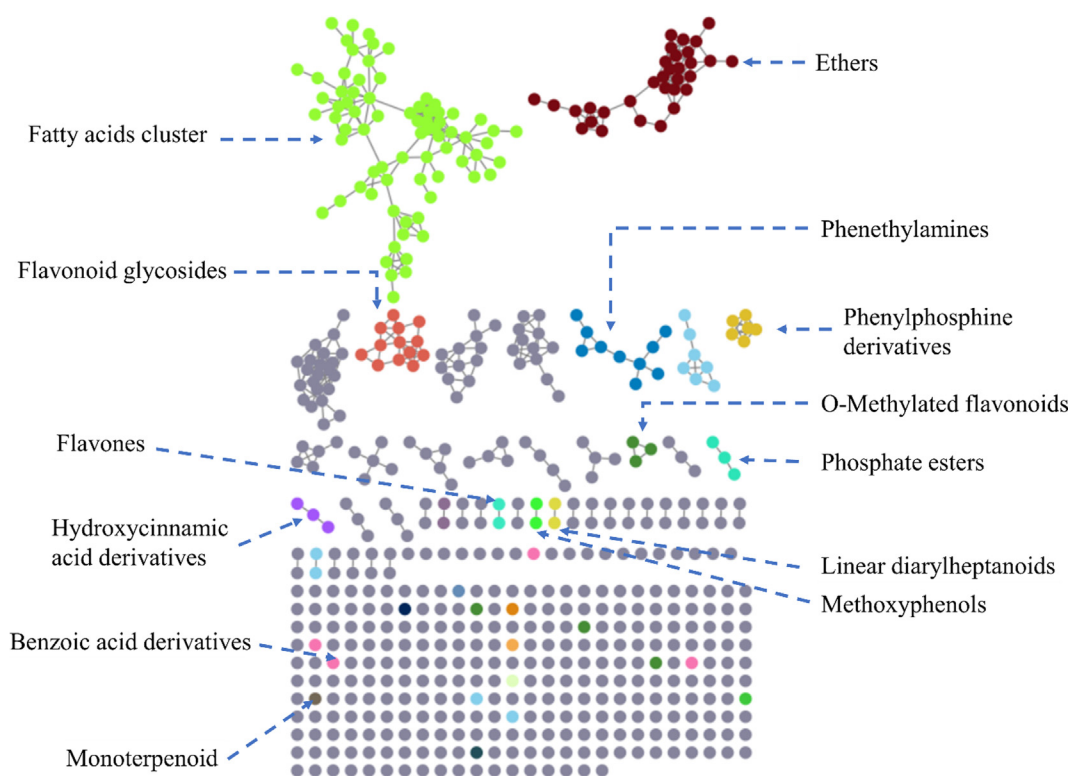 Ethers
Fatty acids cluster
Phenethylamines
Flavonoid glycosides
Phenylphosphine
derivatives
O-Methylated flavonoids
Flavones
Phosphate esters
Hydroxycinnamic
acid derivatives
Linear diarylheptanoids
Methoxyphenols
Benzoic acid derivatives
Monoterpenoid